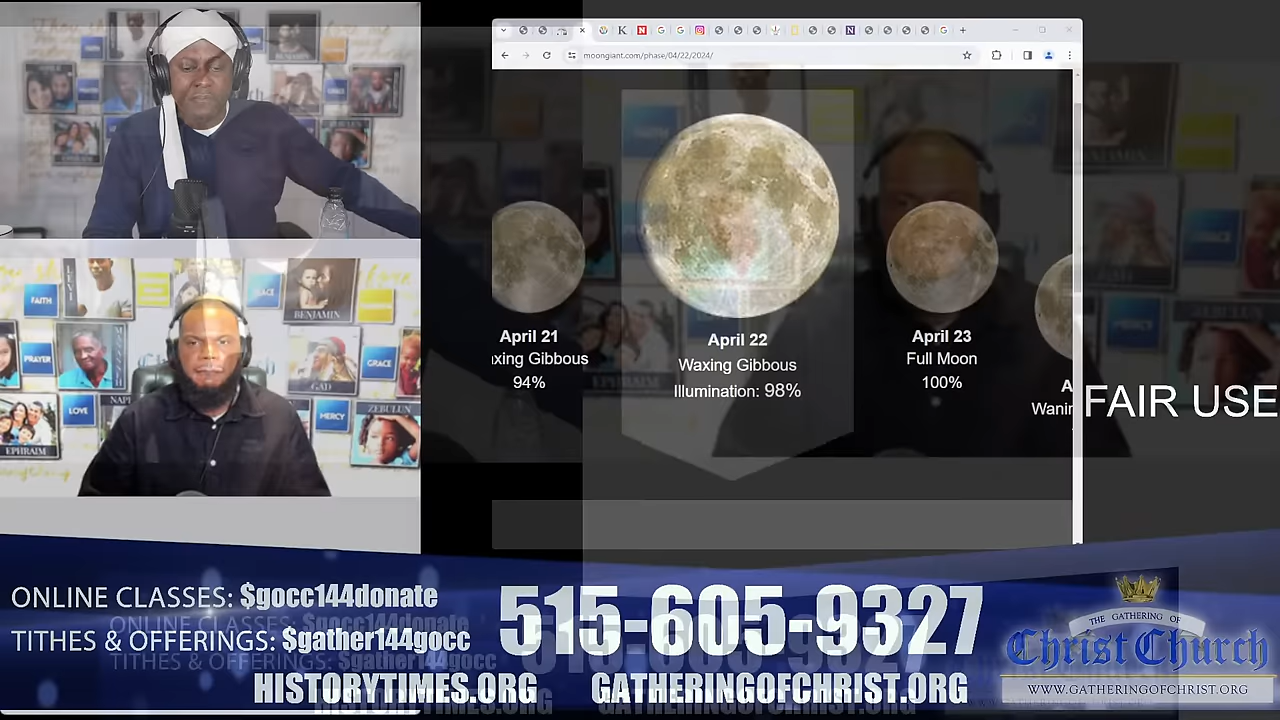 moongiant.com/phase/04/22/2024/
April 21
xing Gibbous
94%
April 22
Waxing Gibbous
Illumination: 98%
April 23
Full Moon
100%
Wanin
FAIR USE
LEVI
FAITH
BENJAMIN
PRAYER
GRACE
GAD
LOVE
MERCY
ZEBULUN
EPHRAIM
ONLINE CLASSES: $gocc144donate
TITHES & OFFERINGS: $gather144gocc
515-605-9327
HISTORYTIMES.ORG
GATHERINGOFCHRIST.ORG
THE GATHERING OF
Christ Church
WWW.GATHERINGOFCHRIST.ORG